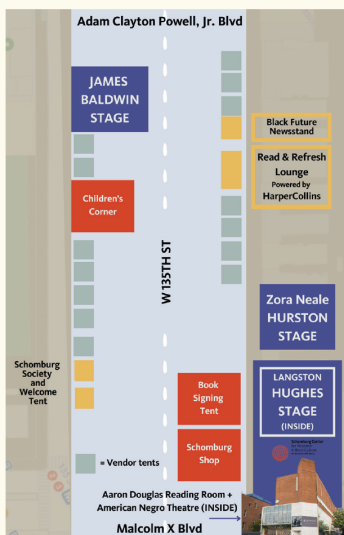 Adam Clayton Powell, Jr. Blvd
JAMES
BALDWIN
STAGE
Black Future
Newsstand
Read & Refresh
Lounge
Powered by
HarperCollins
Children's
Corner
W 135TH ST
Zora Neale
HURSTON
STAGE
Schomburg
Society
and
Welcome
Tent
Book
Signing
Tent
LANGSTON
HUGHES
STAGE
(INSIDE)
Schomburg
Shop
Schomburg Center
= Vendor tents
Aaron Douglas Reading Room +
American Negro Theatre (INSIDE)
Malcolm X Blvd